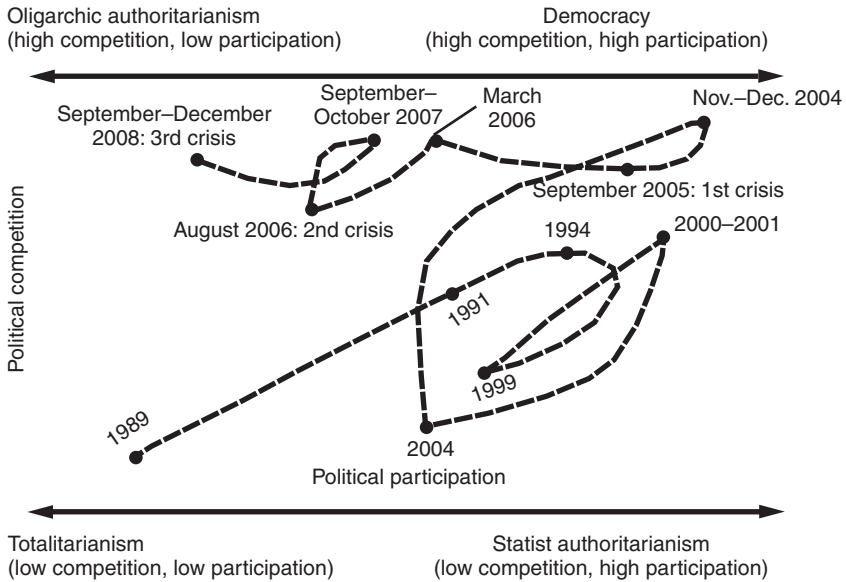 Oligarchic authoritarianism
(high competition, low participation)
Democracy
(high competition, high participation)
September–December
2008: 3rd crisis
September–
October 2007
March
2006
Nov.–Dec. 2004
September 2005: 1st crisis
August 2006: 2nd crisis
1994
2000–2001
1991
1999
1989
2004
Political competition
Political participation
Totalitarianism
(low competition, low participation)
Statist authoritarianism
(low competition, high participation)